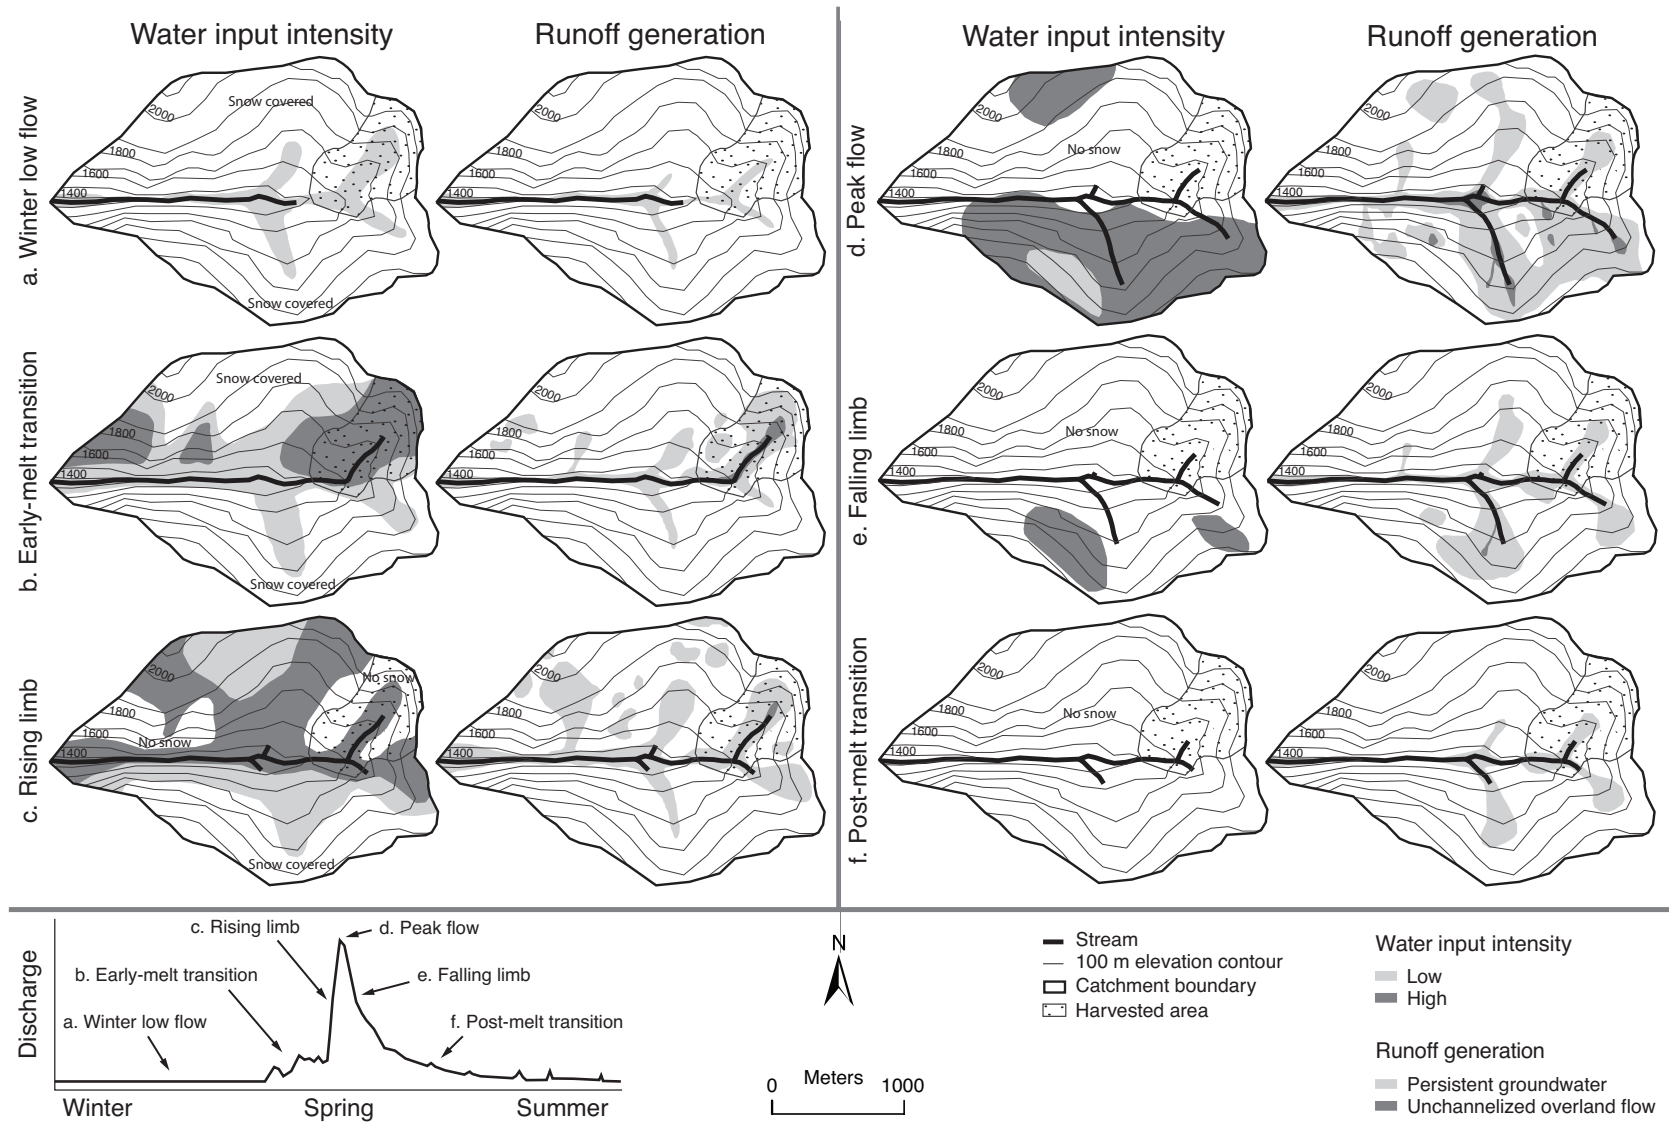 Water input intensity
Runoff generation
Water input intensity
Runoff generation
a. Winter low flow
Snow covered
2000
1800
1600
1400
Snow covered
2000
1800
1600
1400
d. Peak flow
2000
No snow
1800
1600
1400
2000
1800
1600
1400
b. Early-melt transition
Snow covered
2000
1800
1600
1400
Snow covered
2000
1800
1600
1400
e. Falling limb
2000
No snow
1800
1600
1400
2000
1800
1600
1400
c. Rising limb
2000
No snow
1800
1600
No snow
1400
Snow covered
2000
1800
1600
1400
f. Post-melt transition
2000
No snow
1800
1600
1400
2000
1800
1600
1400
Discharge
c. Rising limb
d. Peak flow
b. Early-melt transition
e. Falling limb
a. Winter low flow
f. Post-melt transition
Winter
Spring
Summer
N
0 Meters 1000
Stream
100 m elevation contour
Catchment boundary
Harvested area
Water input intensity
Low
High
Runoff generation
Persistent groundwater
Unchannelized overland flow